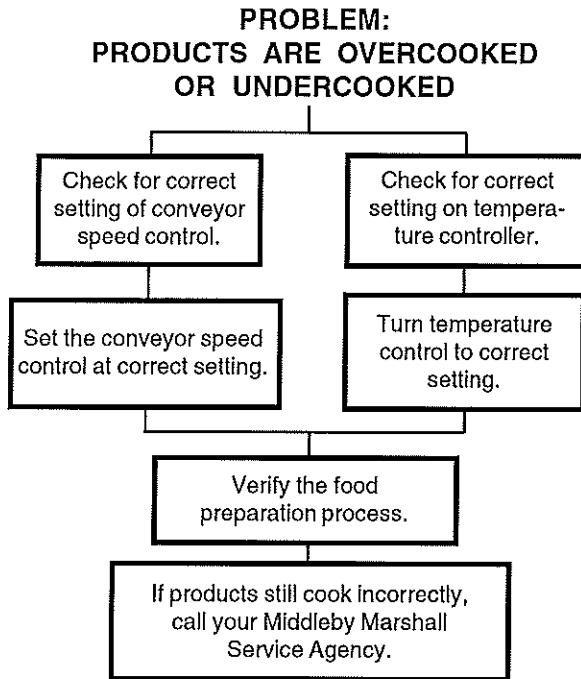 PROBLEM:
PRODUCTS ARE OVERCOOKED
OR UNDERCOOKED
Check for correct
setting of conveyor
speed control.
Check for correct
setting on tempera-
ture controller.
Set the conveyor speed
control at correct setting.
Turn temperature
control to correct
setting.
Verify the food
preparation process.
If products still cook incorrectly,
call your Middleby Marshall
Service Agency.